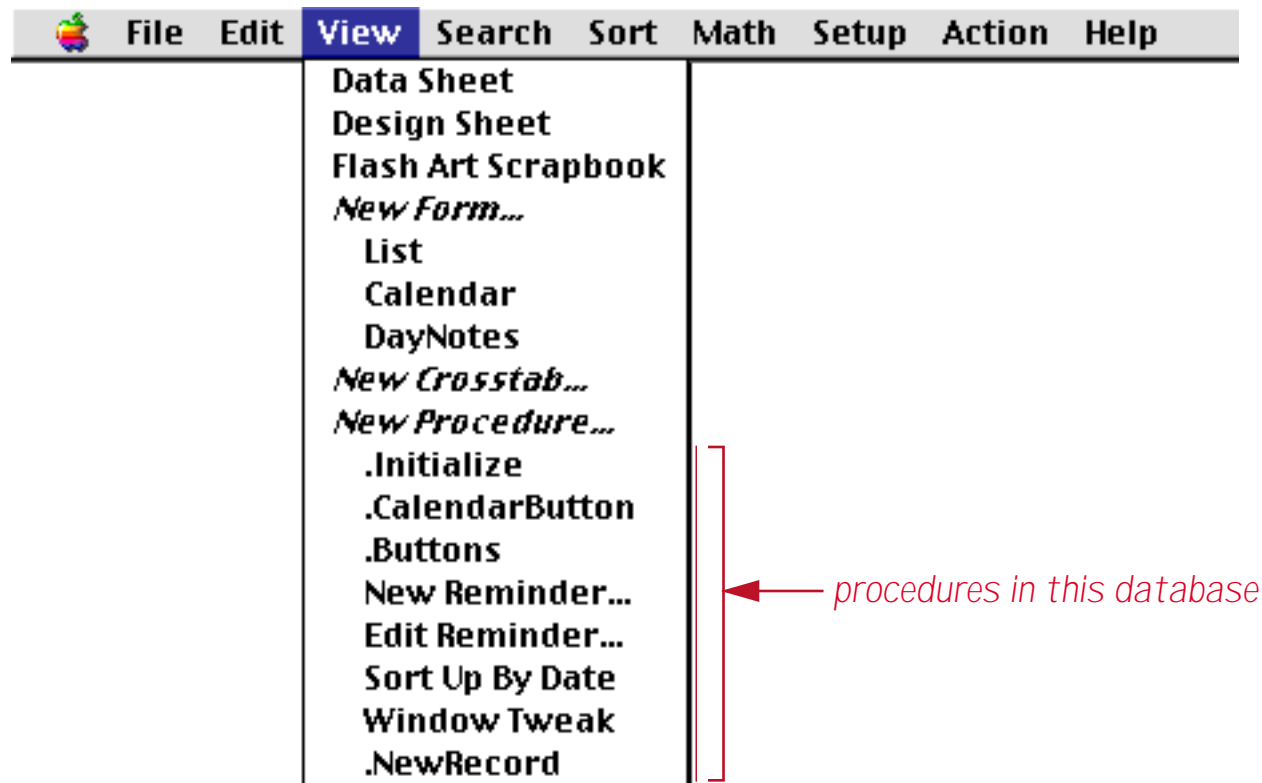 File Edit View Search Sort Math Setup Action Help
Data Sheet
Design Sheet
Flash Art Scrapbook
New Form...
List
Calendar
DayNotes
New Crosstab...
New Procedure...
.Initialize
.CalendarButton
.Buttons
New Reminder...
Edit Reminder...
Sort Up By Date
Window Tweak
.NewRecord
procedures in this database